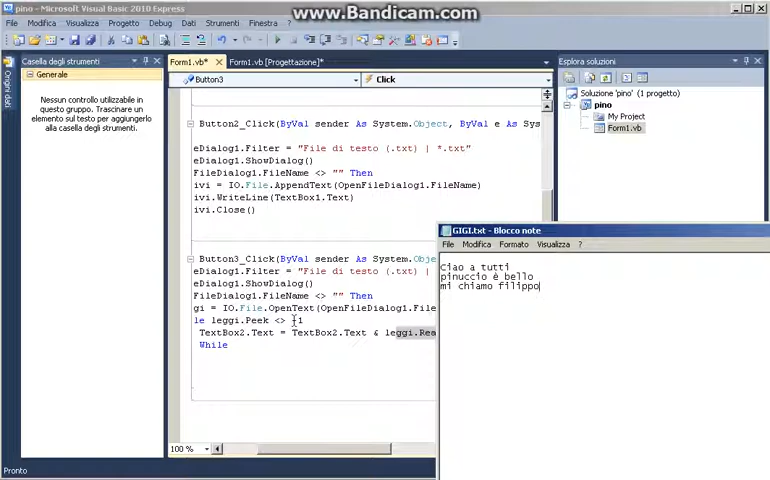 pino - Microsoft Visual Basic 2010 Express
www.Bandicam.com
File Modifica Visualizza Progetto Debug Dati Strumenti Finestra ?
Casella degli strumenti
Generale
Nessun controllo utilizzabile in
questo gruppo. Trascinare un
elemento sul testo per aggiungerlo
alla casella degli strumenti.
Origini dati
Form1.vb* Form1.vb [Progettazione]*
Button3 Click
Button2_Click(ByVal sender As System.Object, ByVal e As Sys
eDialog1.Filter = "File di testo (.txt) | *.txt"
eDialog1.ShowDialog()
FileDialog1.FileName <> "" Then
ivi = IO.File.AppendText(OpenFileDialog1.FileName)
ivi.WriteLine(TextBox1.Text)
ivi.Close()
Button3_Click(ByVal sender As System.Object, ByVal e As Sys
eDialog1.Filter = "File di testo (.txt) |
eDialog1.ShowDialog()
FileDialog1.FileName <> "" Then
gi = IO.File.OpenText(OpenFileDialog1.File
le leggi.Peek <> -1
TextBox2.Text = TextBox2.Text & leggi.Rea
While
100 %
Esplora soluzioni
Soluzione 'pino' (1 progetto)
pino
My Project
Form1.vb
GIGI.txt - Blocco note
File Modifica Formato Visualizza ?
Ciao a tutti
pinuccio è bello
mi chiamo filippo
Pronto